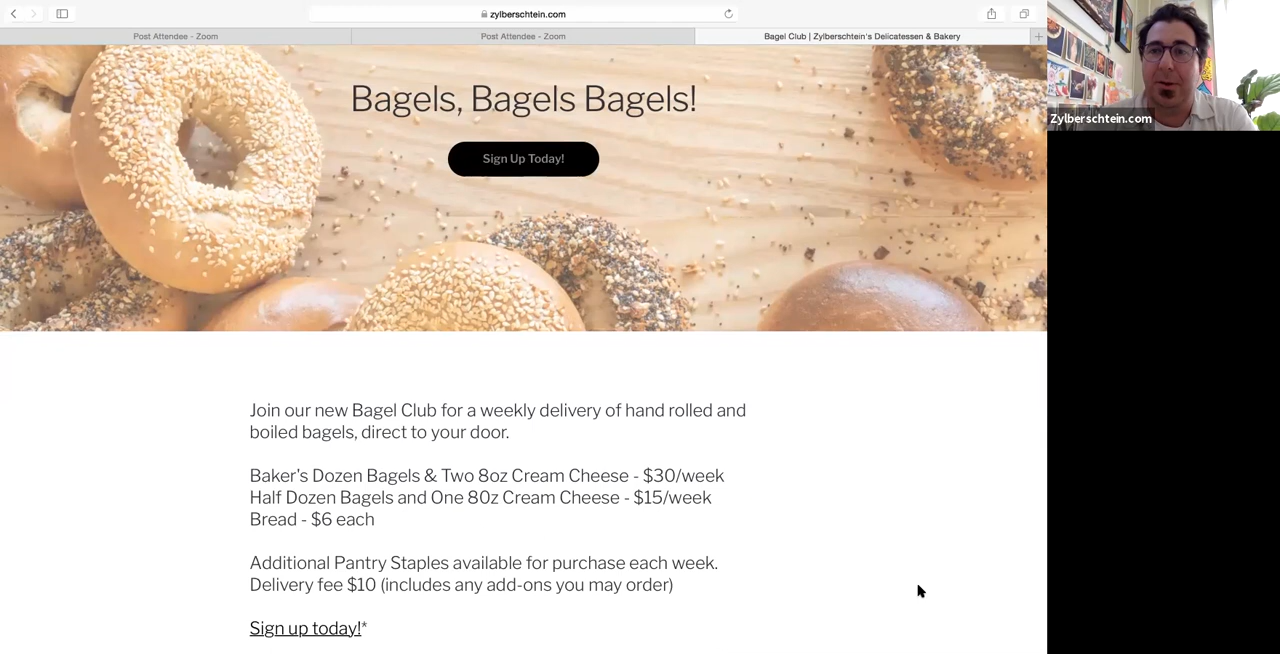 zylberschtein.com
Post Attendee - Zoom
Post Attendee - Zoom
Bagel Club | Zylberschtein's Delicatessen & Bakery
Bagels, Bagels Bagels!
Sign Up Today!
Zylberschtein.com
Join our new Bagel Club for a weekly delivery of hand rolled and
boiled bagels, direct to your door.
Baker's Dozen Bagels & Two 8oz Cream Cheese - $30/week
Half Dozen Bagels and One 80z Cream Cheese - $15/week
Bread - $6 each
Additional Pantry Staples available for purchase each week.
Delivery fee $10 (includes any add-ons you may order)
Sign up today!*